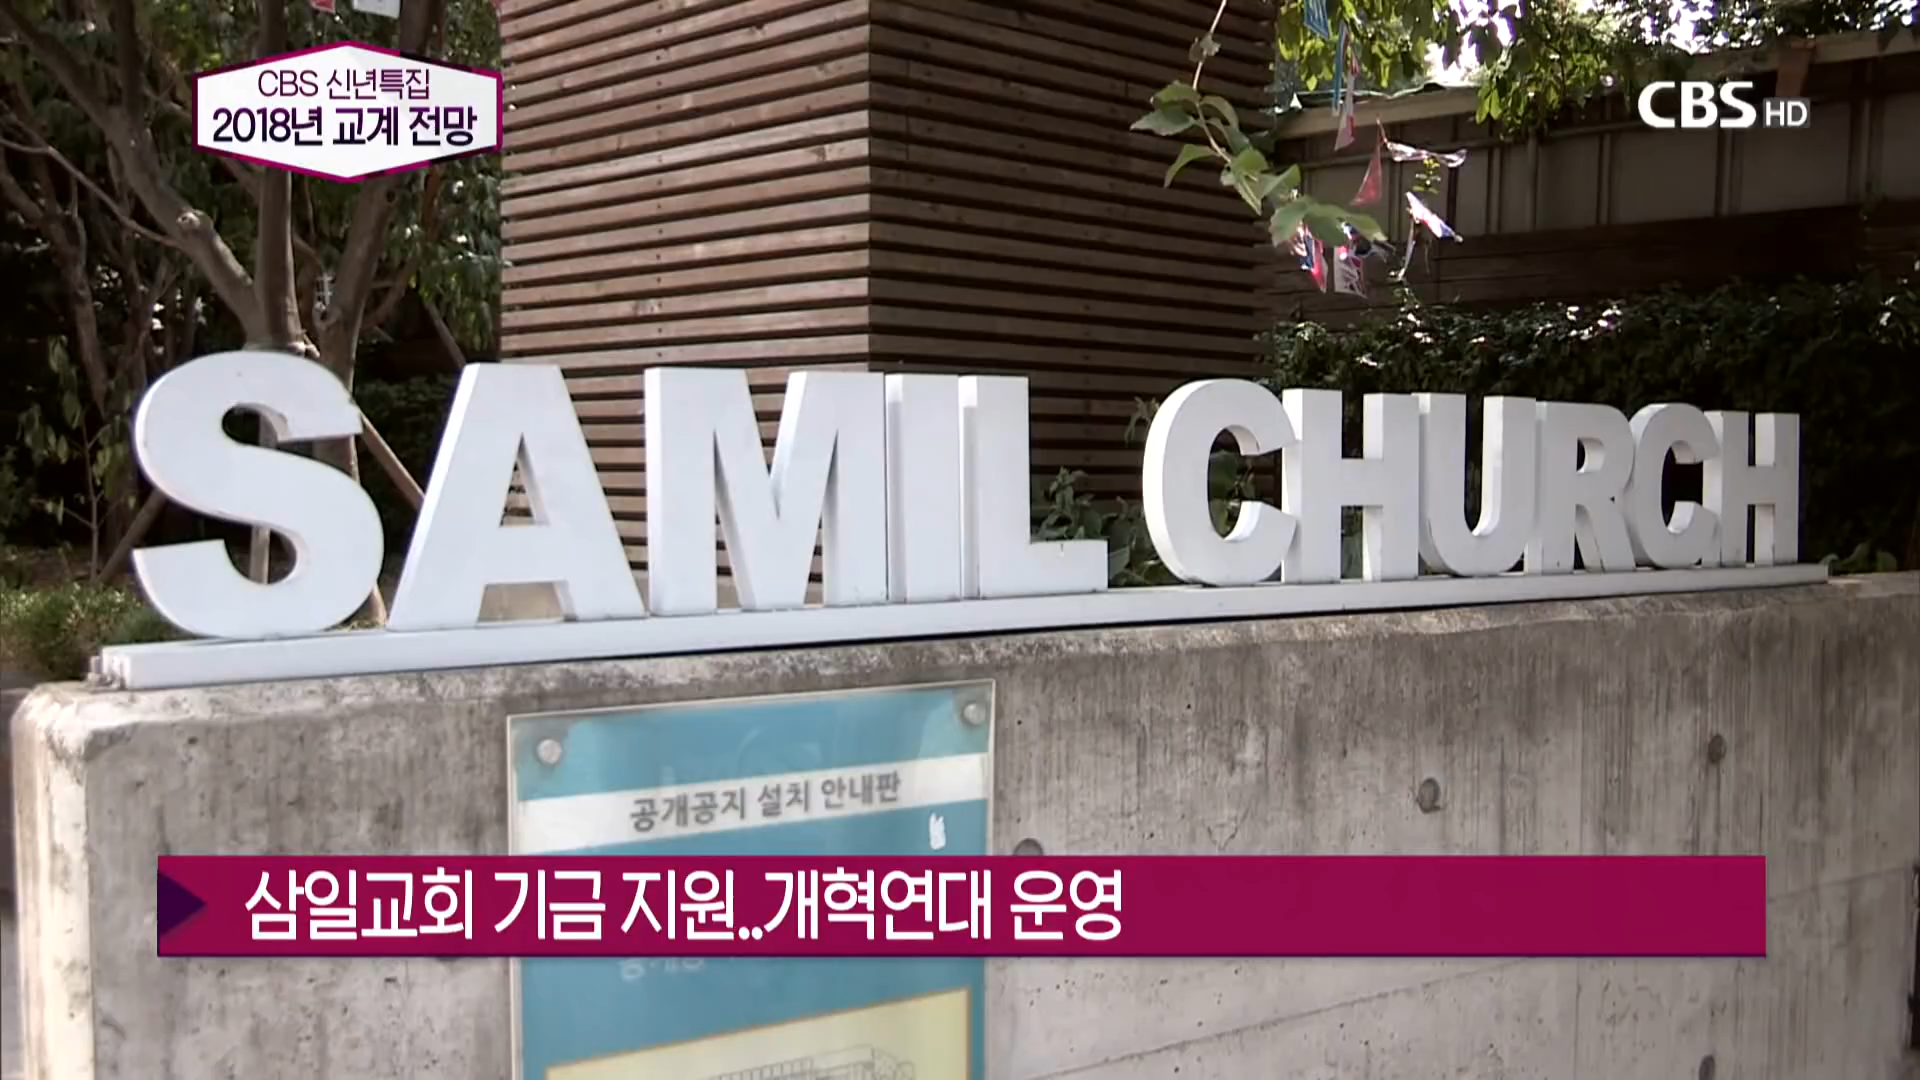 CBS 신년특집
2018년 교계 전망
CBS HD
SAMIL CHURCH
공개공지 설치 안내판
삼일교회 기금 지원..개혁연대 운영